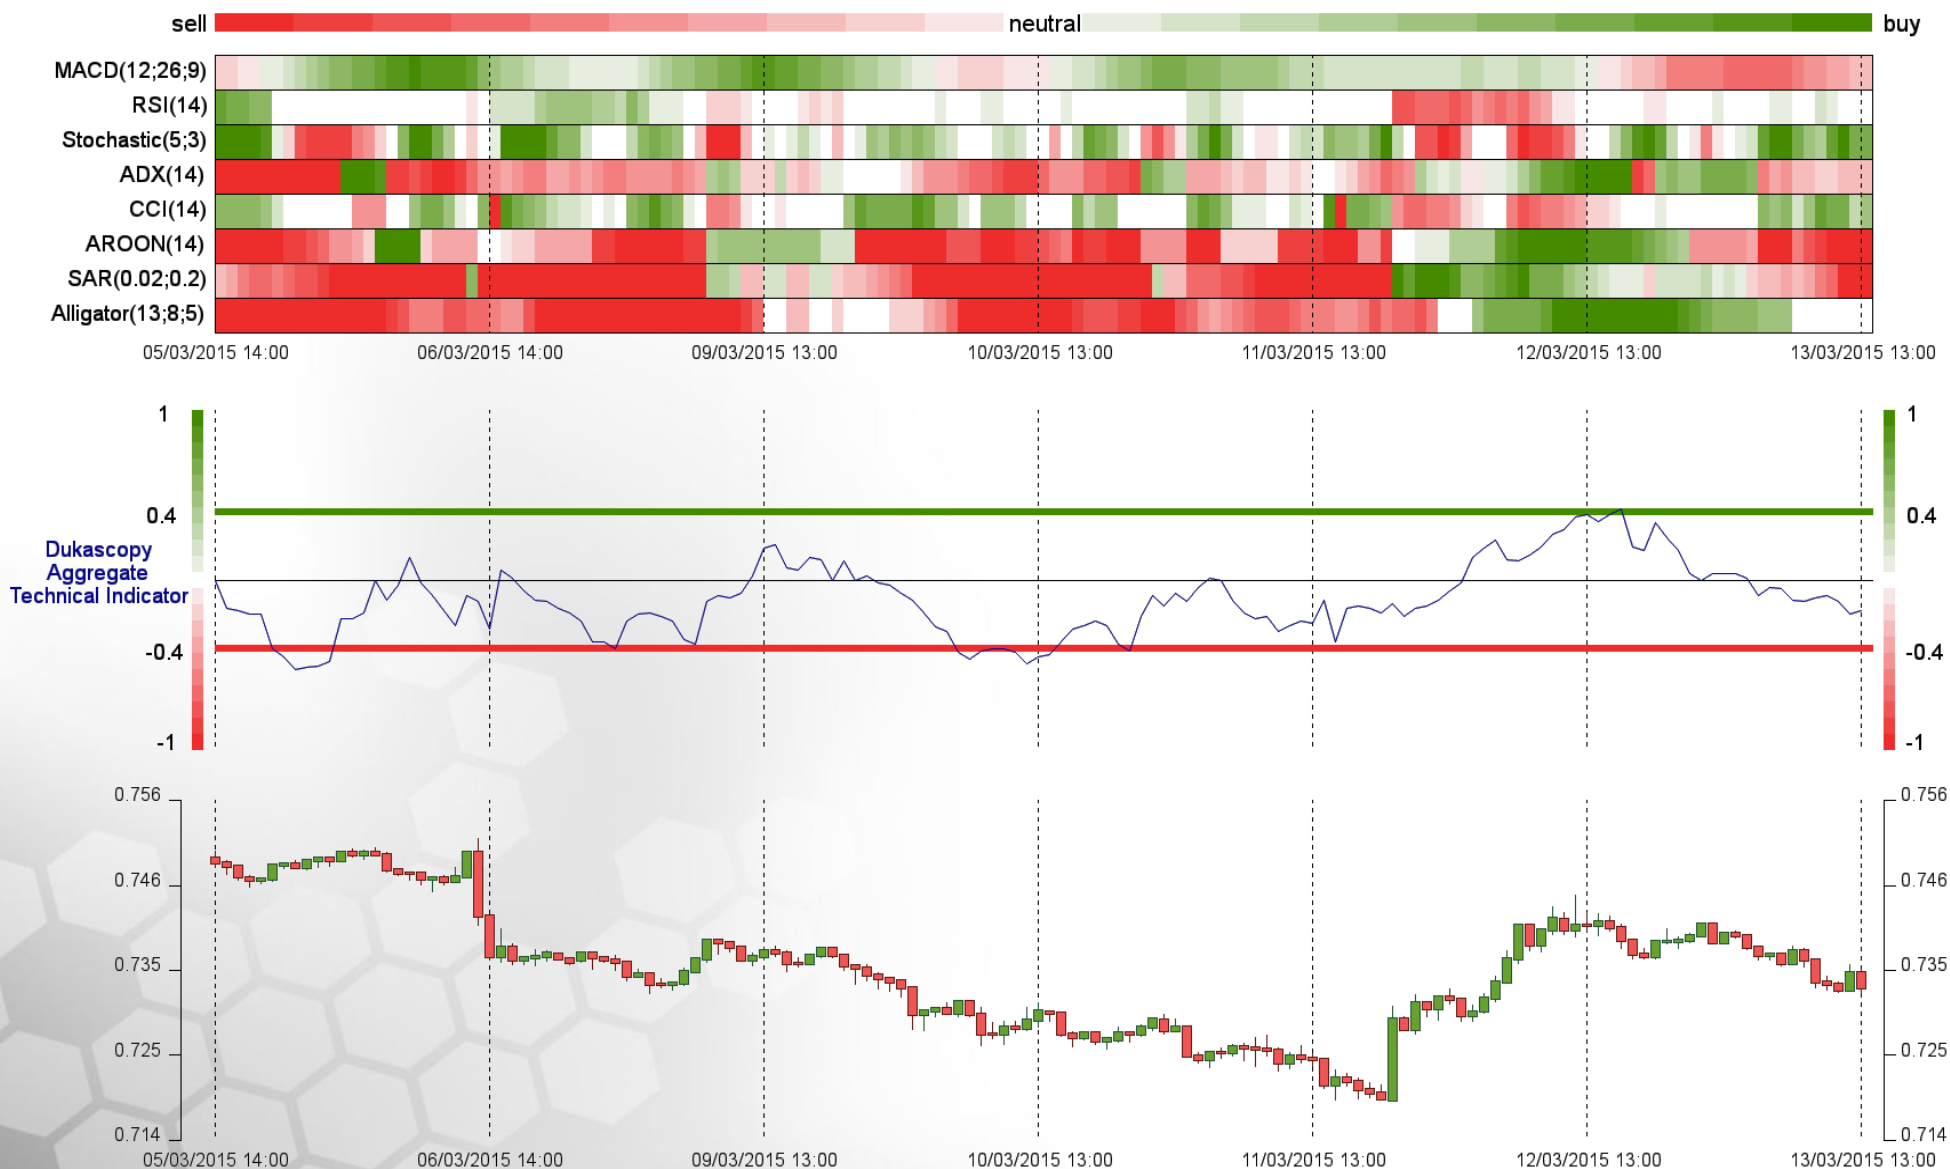 sell neutral buy
MACD(12;26;9)
RSI(14)
Stochastic(5;3)
ADX(14)
CCI(14)
AROON(14)
SAR(0.02;0.2)
Alligator(13;8;5)
05/03/2015 14:00 06/03/2015 14:00 09/03/2015 13:00 10/03/2015 13:00 11/03/2015 13:00 12/03/2015 13:00 13/03/2015 13:00
1 1
0.4 0.4
Dukascopy
Aggregate
Technical Indicator
-0.4 -0.4
-1 -1
0.756 0.756
0.746 0.746
0.735 0.735
0.725 0.725
0.714 0.714
05/03/2015 14:00 06/03/2015 14:00 09/03/2015 13:00 10/03/2015 13:00 11/03/2015 13:00 12/03/2015 13:00 13/03/2015 13:00